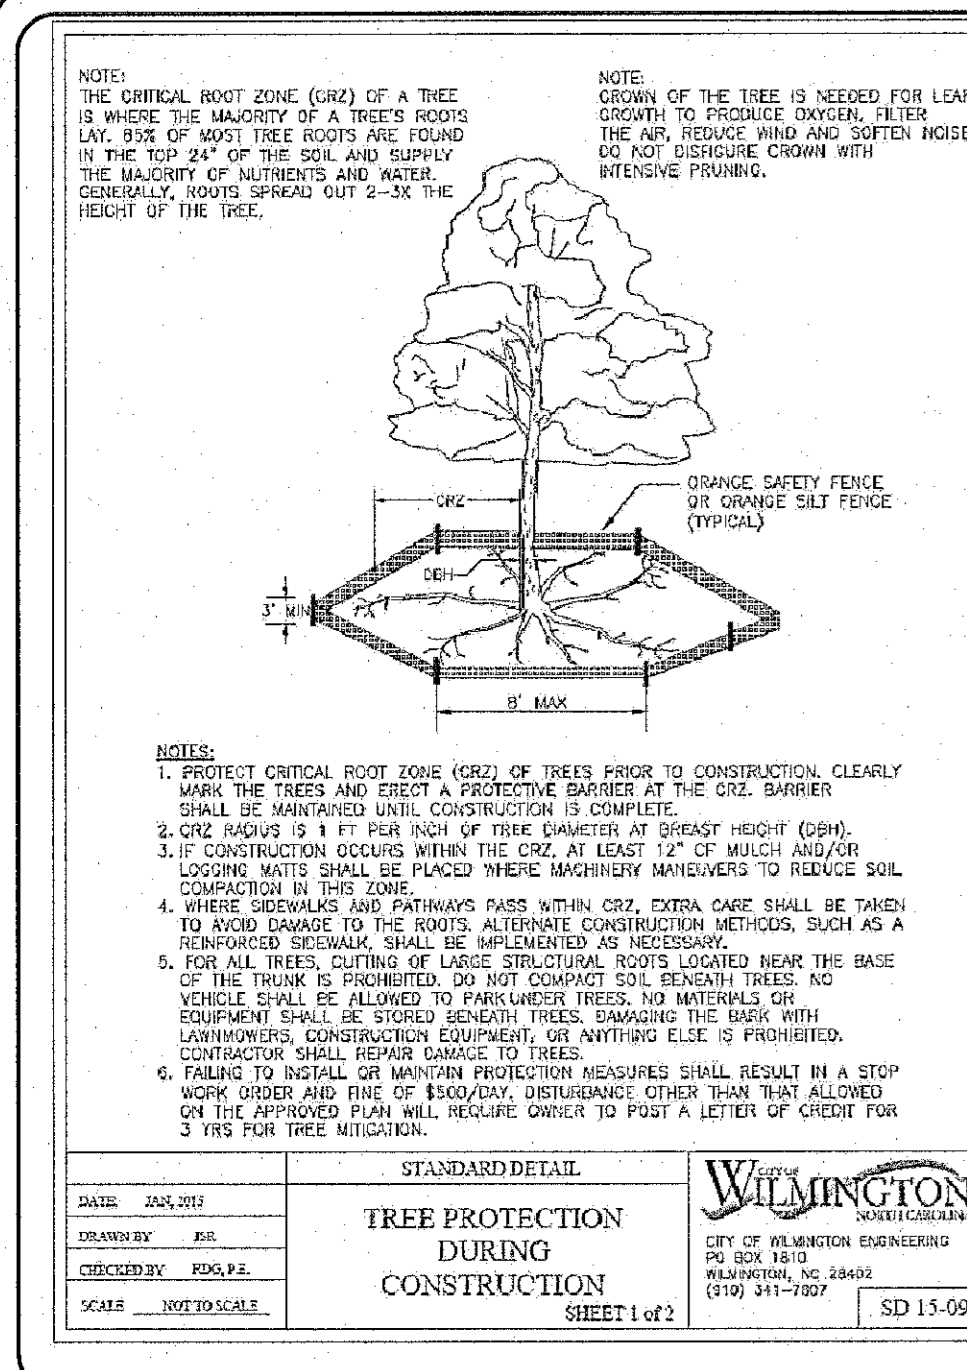 NOTE:
THE CRITICAL ROOT ZONE (CRZ) OF A TREE
IS WHERE THE MAJORITY OF A TREE'S ROOTS
LAY. 85% OF MOST TREE ROOTS ARE FOUND
IN THE TOP 24" OF THE SOIL AND SUPPLY
THE MAJORITY OF NUTRIENTS AND WATER.
GENERALLY, ROOTS SPREAD OUT 2-3X THE
HEIGHT OF THE TREE.
NOTE:
CROWN OF THE TREE IS NEEDED FOR LEAF
GROWTH TO PRODUCE OXYGEN, FILTER
THE AIR, REDUCE WIND AND SOFTEN NOISE
DO NOT DISFIGURE CROWN WITH
INTENSIVE PRUNING.
CRZ
ORANGE SAFETY FENCE
OR ORANGE SILT FENCE
(TYPICAL)
DBH
3' MIN
8' MAX
NOTES:
1. PROTECT CRITICAL ROOT ZONE (CRZ) OF TREES PRIOR TO CONSTRUCTION. CLEARLY
MARK THE TREES AND ERECT A PROTECTIVE BARRIER AT THE CRZ. BARRIER
SHALL BE MAINTAINED UNTIL CONSTRUCTION IS COMPLETE.
2. CRZ RADIUS IS 1 FT PER INCH OF TREE DIAMETER AT BREAST HEIGHT (DBH).
3. IF CONSTRUCTION OCCURS WITHIN THE CRZ, AT LEAST 12" OF MULCH AND/OR
LOGGING MATTS SHALL BE PLACED WHERE MACHINERY MANEUVERS TO REDUCE SOIL
COMPACTION IN THIS ZONE.
4. WHERE SIDEWALKS AND PATHWAYS PASS WITHIN CRZ, EXTRA CARE SHALL BE TAKEN
TO AVOID DAMAGE TO THE ROOTS. ALTERNATE CONSTRUCTION METHODS, SUCH AS A
REINFORCED SIDEWALK, SHALL BE IMPLEMENTED AS NECESSARY.
5. FOR ALL TREES, CUTTING OF LARGE STRUCTURAL ROOTS LOCATED NEAR THE BASE
OF THE TRUNK IS PROHIBITED. DO NOT COMPACT SOIL BENEATH TREES. NO
VEHICLE SHALL BE ALLOWED TO PARK UNDER TREES. NO MATERIALS OR
EQUIPMENT SHALL BE STORED BENEATH TREES. DAMAGING THE BARK WITH
LAWNMOWERS, CONSTRUCTION EQUIPMENT, OR ANYTHING ELSE IS PROHIBITED.
CONTRACTOR SHALL REPAIR DAMAGE TO TREES.
6. FAILING TO INSTALL OR MAINTAIN PROTECTION MEASURES SHALL RESULT IN A STOP
WORK ORDER AND FINE OF $500/DAY. DISTURBANCE OTHER THAN THAT ALLOWED
ON THE APPROVED PLAN WILL REQUIRE OWNER TO POST A LETTER OF CREDIT FOR
3 YRS FOR TREE MITIGATION.
DATE JAN, 2015
DRAWN BY JSR
CHECKED BY RDG, P.E.
SCALE NOT TO SCALE
STANDARD DETAIL
TREE PROTECTION
DURING
CONSTRUCTION
SHEET 1 of 2
CITY OF
WILMINGTON
NORTH CAROLINA
CITY OF WILMINGTON ENGINEERING
PO BOX 1810
WILMINGTON, NC 28402
(910) 341-7807
SD 15-09